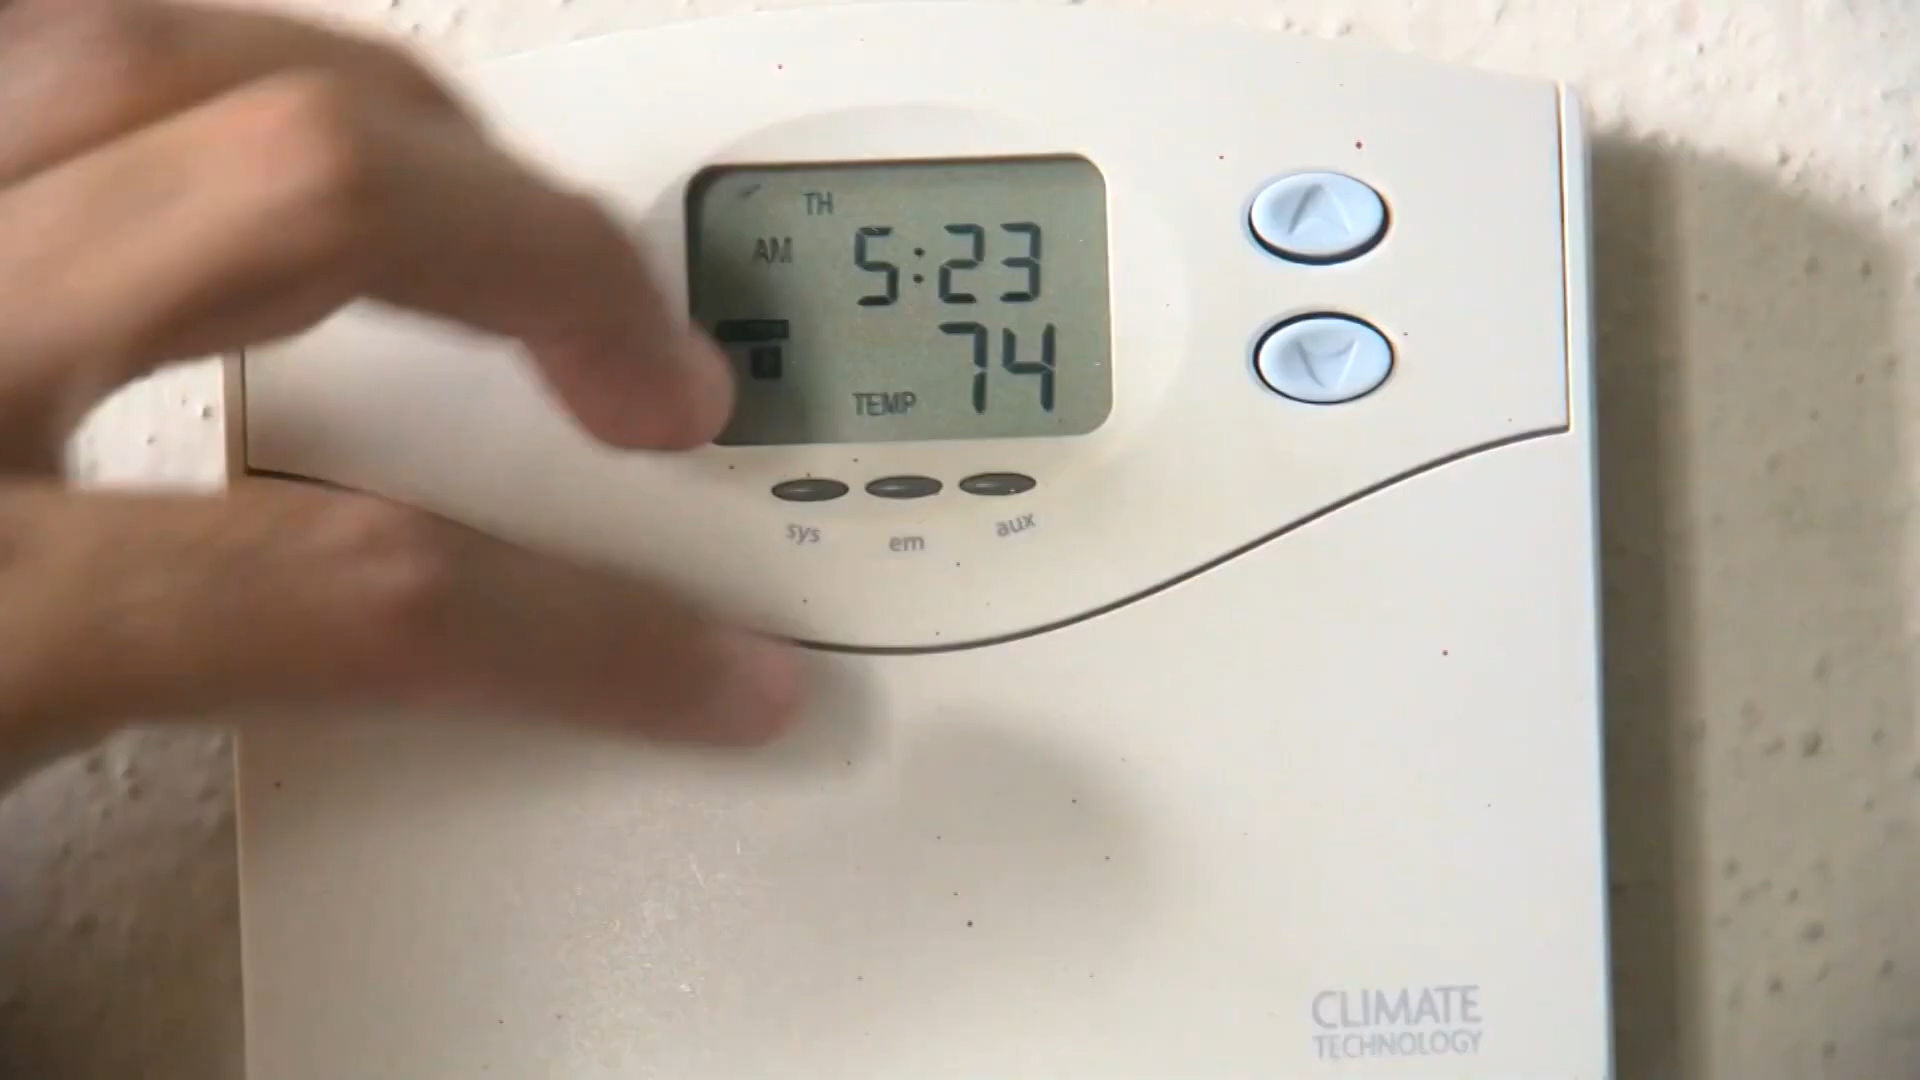 TH
AM 5:23
74
TEMP
sys em aux
CLIMATE
TECHNOLOGY